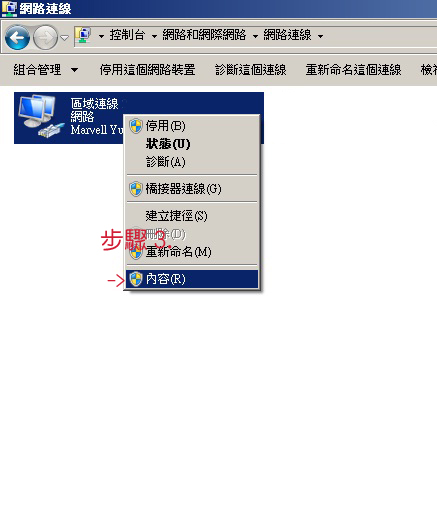 網路連線
控制台 網路和網際網路 網路連線
組合管理 停用這個網路裝置 診斷這個連線 重新命名這個連線 檢視
區域連線
網路
Marvell Yu
停用(B)
狀態(U)
診斷(A)
橋接器連線(G)
建立捷徑(S)
刪除(D)
步驟 3.
重新命名(M)
->
內容(R)